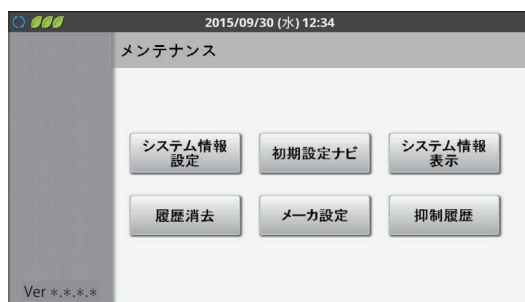 2015/09/30 (水) 12:34
メンテナンス
システム情報
設定
初期設定ナビ
システム情報
表示
履歴消去
メーカ設定
抑制履歴
Ver *.*.*.*